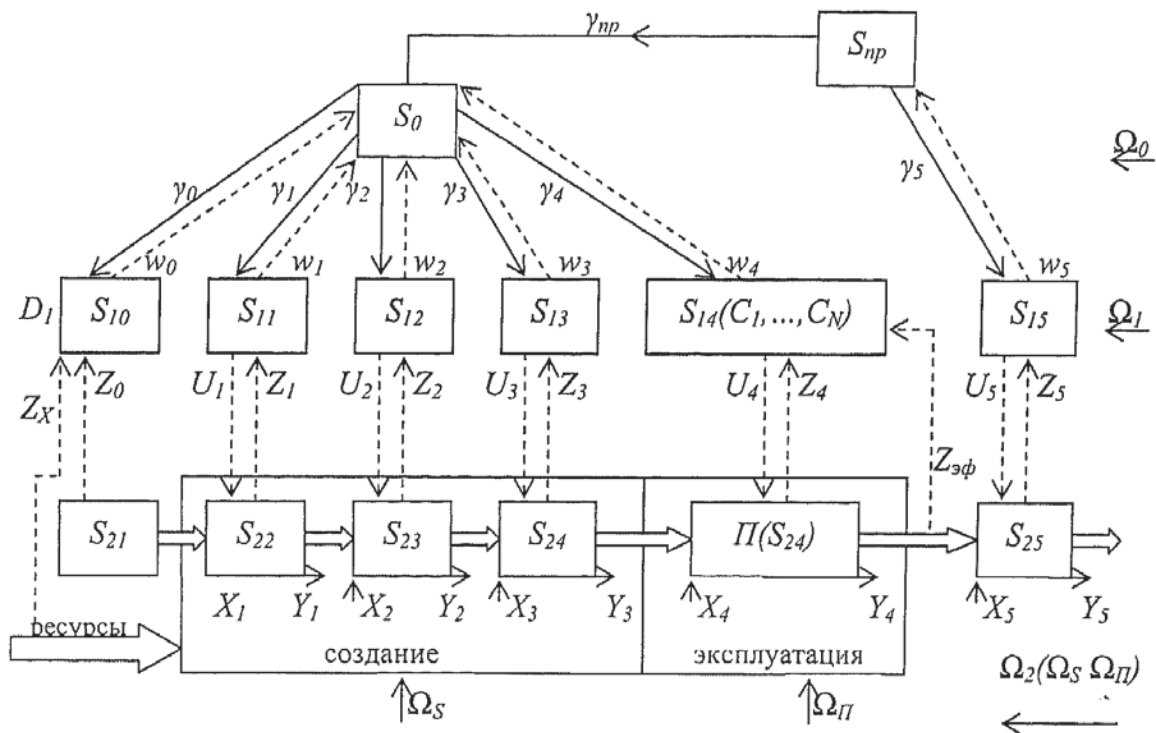 γпр
Sпр
S0
Ω0
γ0 γ1 γ2 γ3 γ4 γ5
w0 w1 w2 w3 w4 w5
D1 S10 S11 S12 S13 S14(C1,...,CN) S15 Ω1
ZX Z0 U1 Z1 U2 Z2 U3 Z3 U4 Z4 U5 Z5
Zэф
S21 S22 S23 S24 П(S24) S25
X1 Y1 X2 Y2 X3 Y3 X4 Y4 X5 Y5
ресурсы
создание эксплуатация
Ω2(ΩS ΩП)
ΩS ΩП